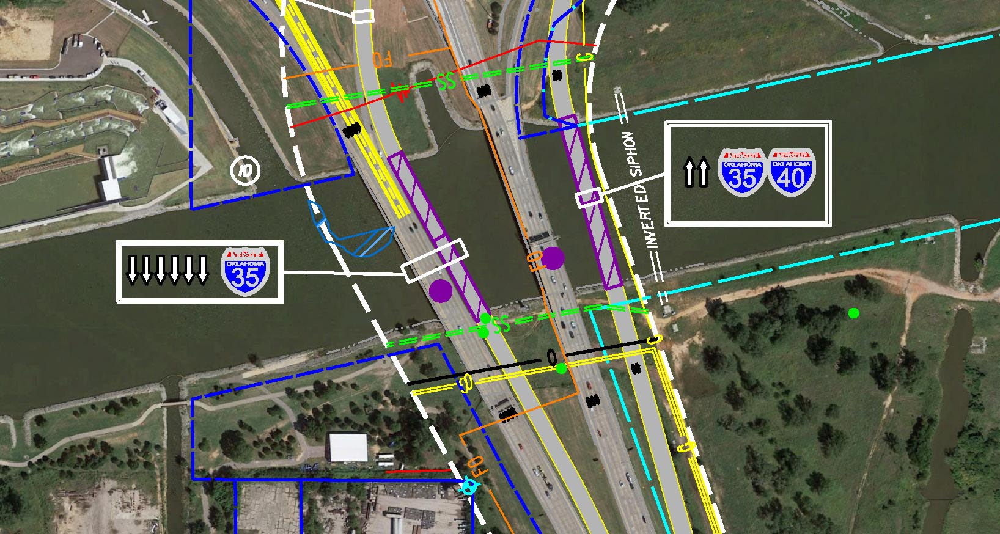 FO
SS
G
W
10
INVERTED SIPHON
INTERSTATE
OKLAHOMA
35
INTERSTATE
OKLAHOMA
40
INTERSTATE
OKLAHOMA
35
FO
SS
O
G
G
G
FO